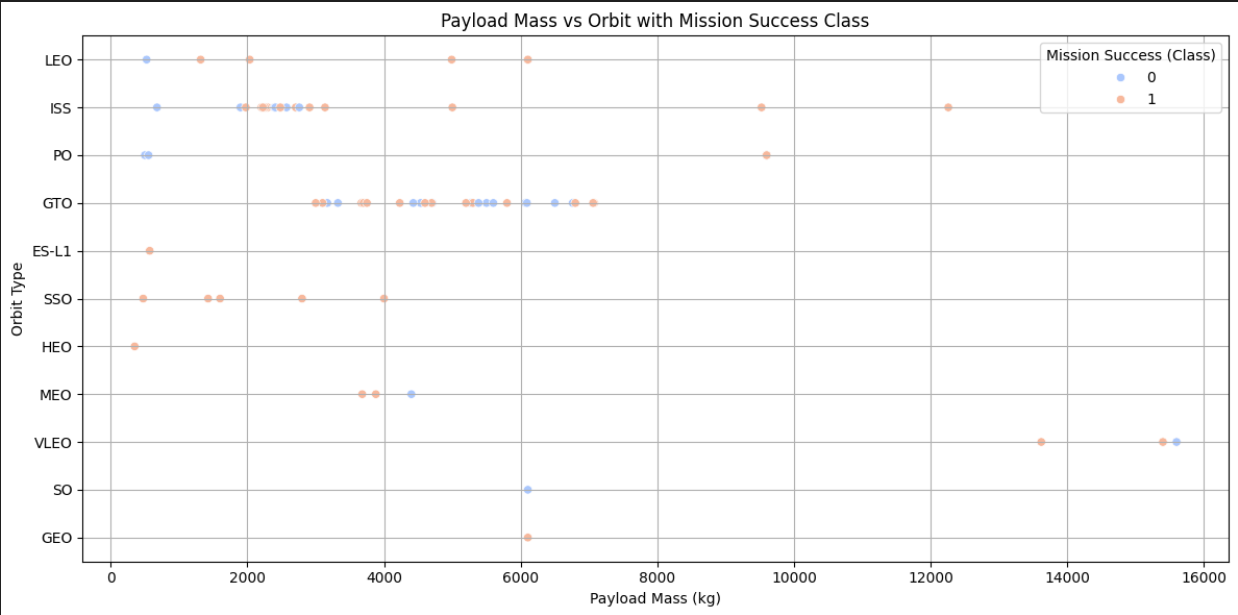 Payload Mass vs Orbit with Mission Success Class
Mission Success (Class)
0
1
LEO
ISS
PO
GTO
ES-L1
SSO
HEO
MEO
VLEO
SO
GEO
Orbit Type
0 2000 4000 6000 8000 10000 12000 14000 16000
Payload Mass (kg)